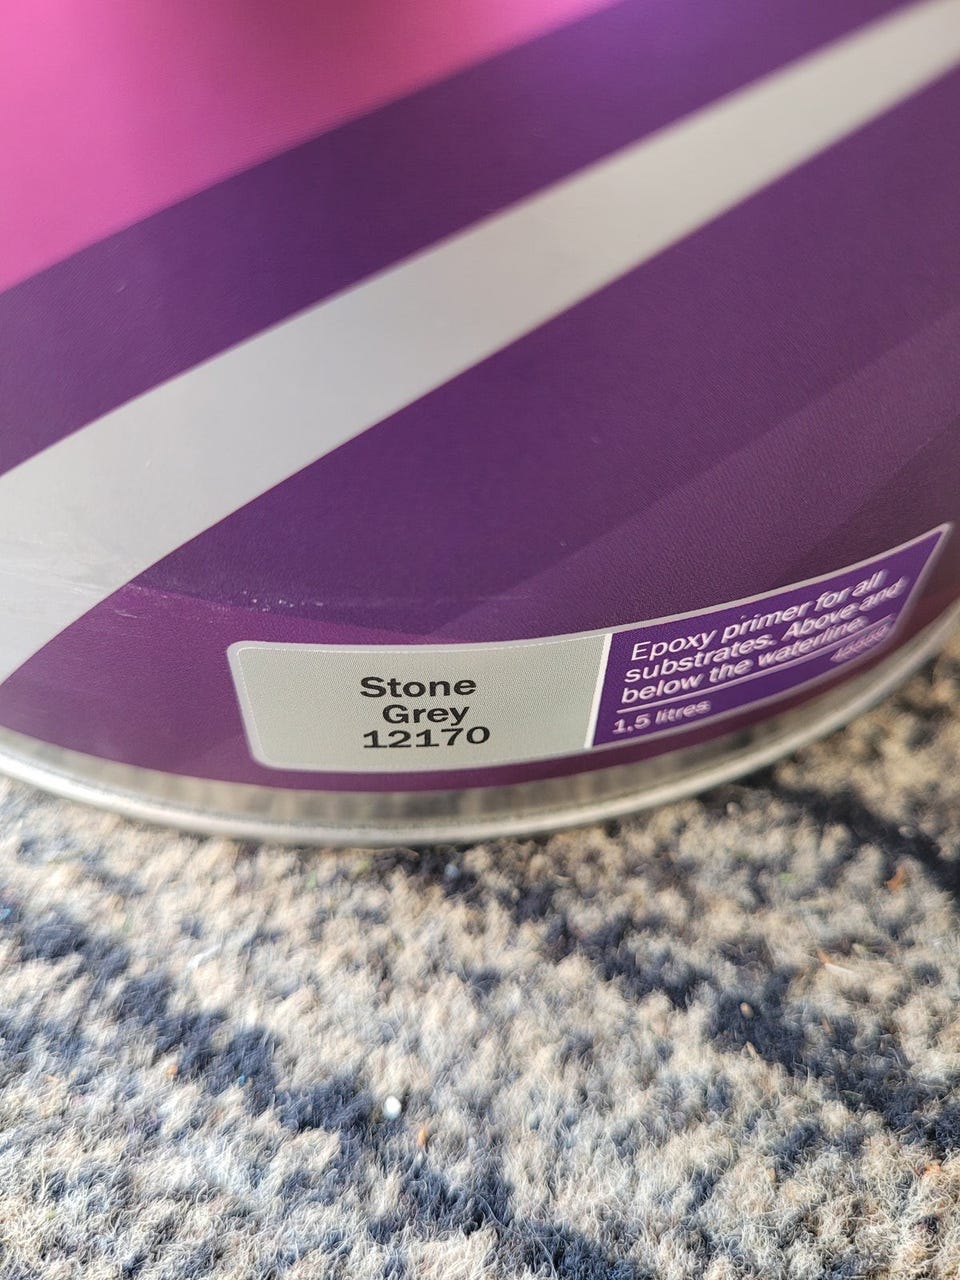 Stone
Grey
12170
Epoxy primer for all
substrates. Above and
below the waterline.
1,5 litres